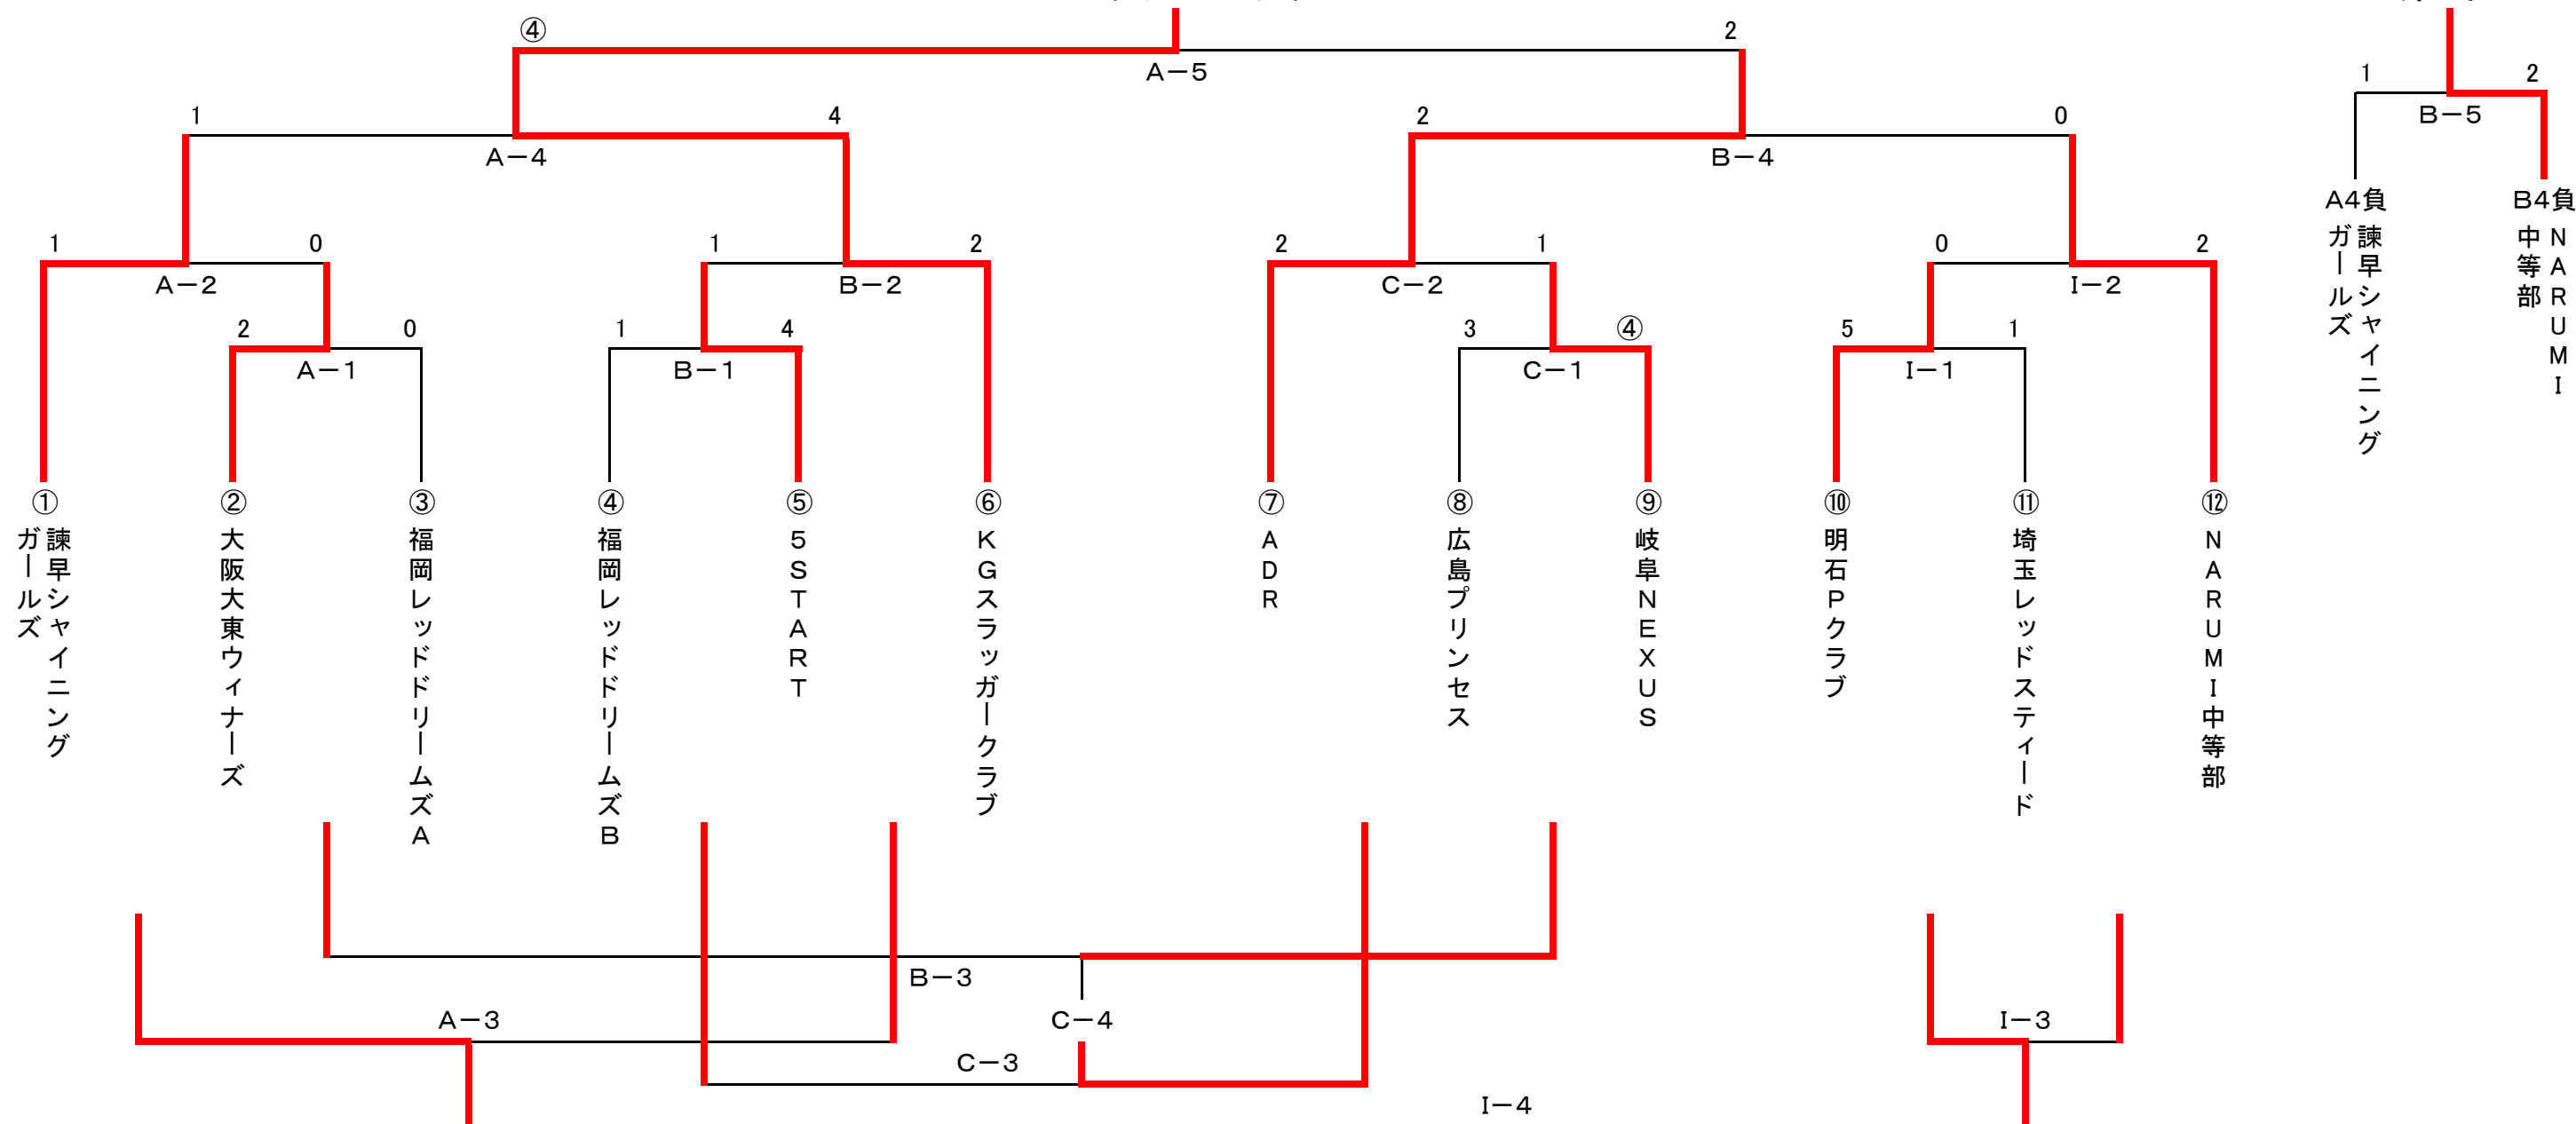 ④
2
A－5
1
2
B－5
1
4
A－4
2
0
B－4
A4負
諫早シャイニング
ガールズ
B4負
NARUMI
中等部
1
0
A－2
1
2
B－2
2
1
C－2
0
2
I－2
2
0
A－1
1
4
B－1
3
④
C－1
5
1
I－1
①
諫早シャイニング
ガールズ
②
大阪大東ウィナーズ
③
福岡レッドドリームズA
④
福岡レッドドリームズB
⑤
5START
⑥
KGスラッガークラブ
⑦
ADR
⑧
広島プリンセス
⑨
岐阜NEXUS
⑩
明石Pクラブ
⑪
埼玉レッドスティード
⑫
NARUMI中等部
B－3
A－3
C－4
I－3
C－3
I－4